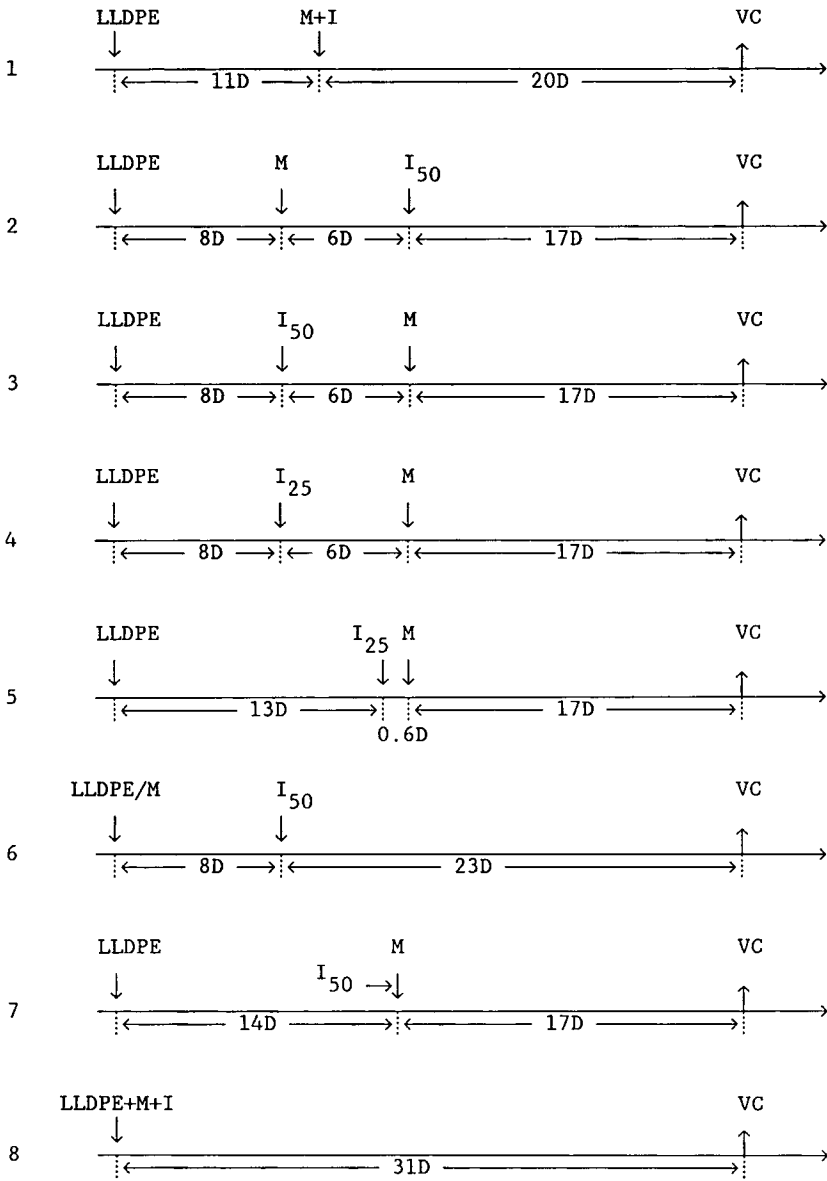 LLDPE M+I VC
1
11D 20D
LLDPE M I50 VC
2
8D 6D 17D
LLDPE I50 M VC
3
8D 6D 17D
LLDPE I25 M VC
4
8D 6D 17D
LLDPE I25 M VC
5
13D 17D
0.6D
LLDPE/M I50 VC
6
8D 23D
LLDPE M VC
I50
7
14D 17D
LLDPE+M+I VC
8
31D